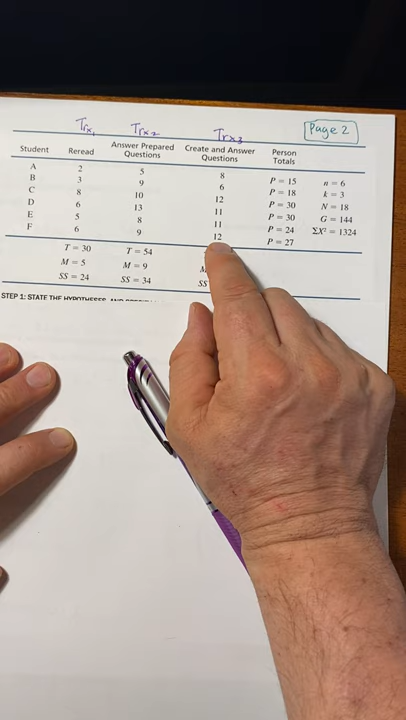 Trx1 Trx2 Trx3 Page 2
Student Reread Answer Prepared Questions Create and Answer Questions Person Totals
A 2 5 8 P = 15 n = 6
B 3 9 6 P = 18 k = 3
C 8 10 12 P = 30 N = 18
D 6 13 11 P = 30 G = 144
E 5 8 11 P = 24 ΣX² = 1324
F 6 9 12 P = 27
T = 30 T = 54
M = 5 M = 9 M
SS = 24 SS = 34 SS
STEP 1: STATE THE HYPOTHESES,